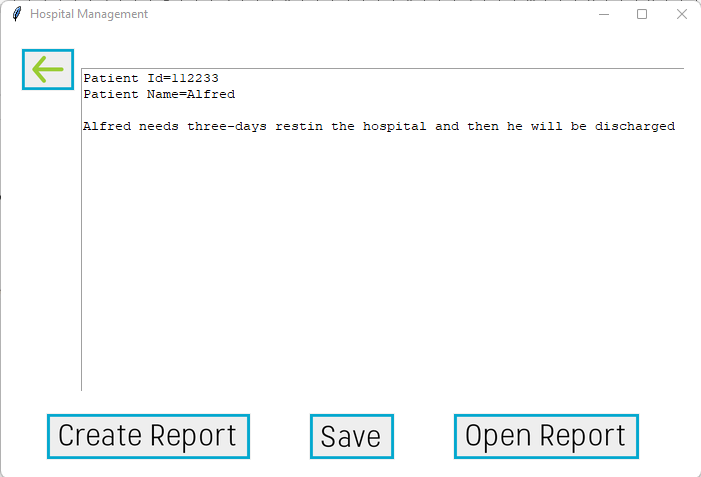 Hospital Management
Patient Id=112233
Patient Name=Alfred
Alfred needs three-days restin the hospital and then he will be discharged
Create Report
Save
Open Report